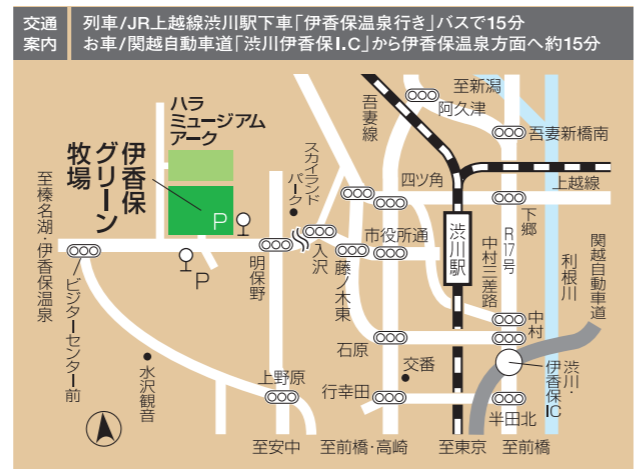 交通案内
列車/JR上越線渋川駅下車「伊香保温泉行き」バスで15分
お車/関越自動車道「渋川伊香保I.C」から伊香保温泉方面へ約15分
ハラ
ミュージアム
アーク
伊香保
グリーン
牧場
P
P
至榛名湖・伊香保温泉
ビジターセンター前
水沢観音
スカイランド
パーク
明保野
入沢
藤ノ木東
市役所通
四ツ角
吾妻線
至新潟
阿久津
吾妻新橋南
上越線
下郷
渋川駅
R17号
中村三差路
中村
利根川
関越自動車道
渋川・
伊香保IC
石原
交番
行幸田
上野原
半田北
至安中
至前橋・高崎
至東京
至前橋